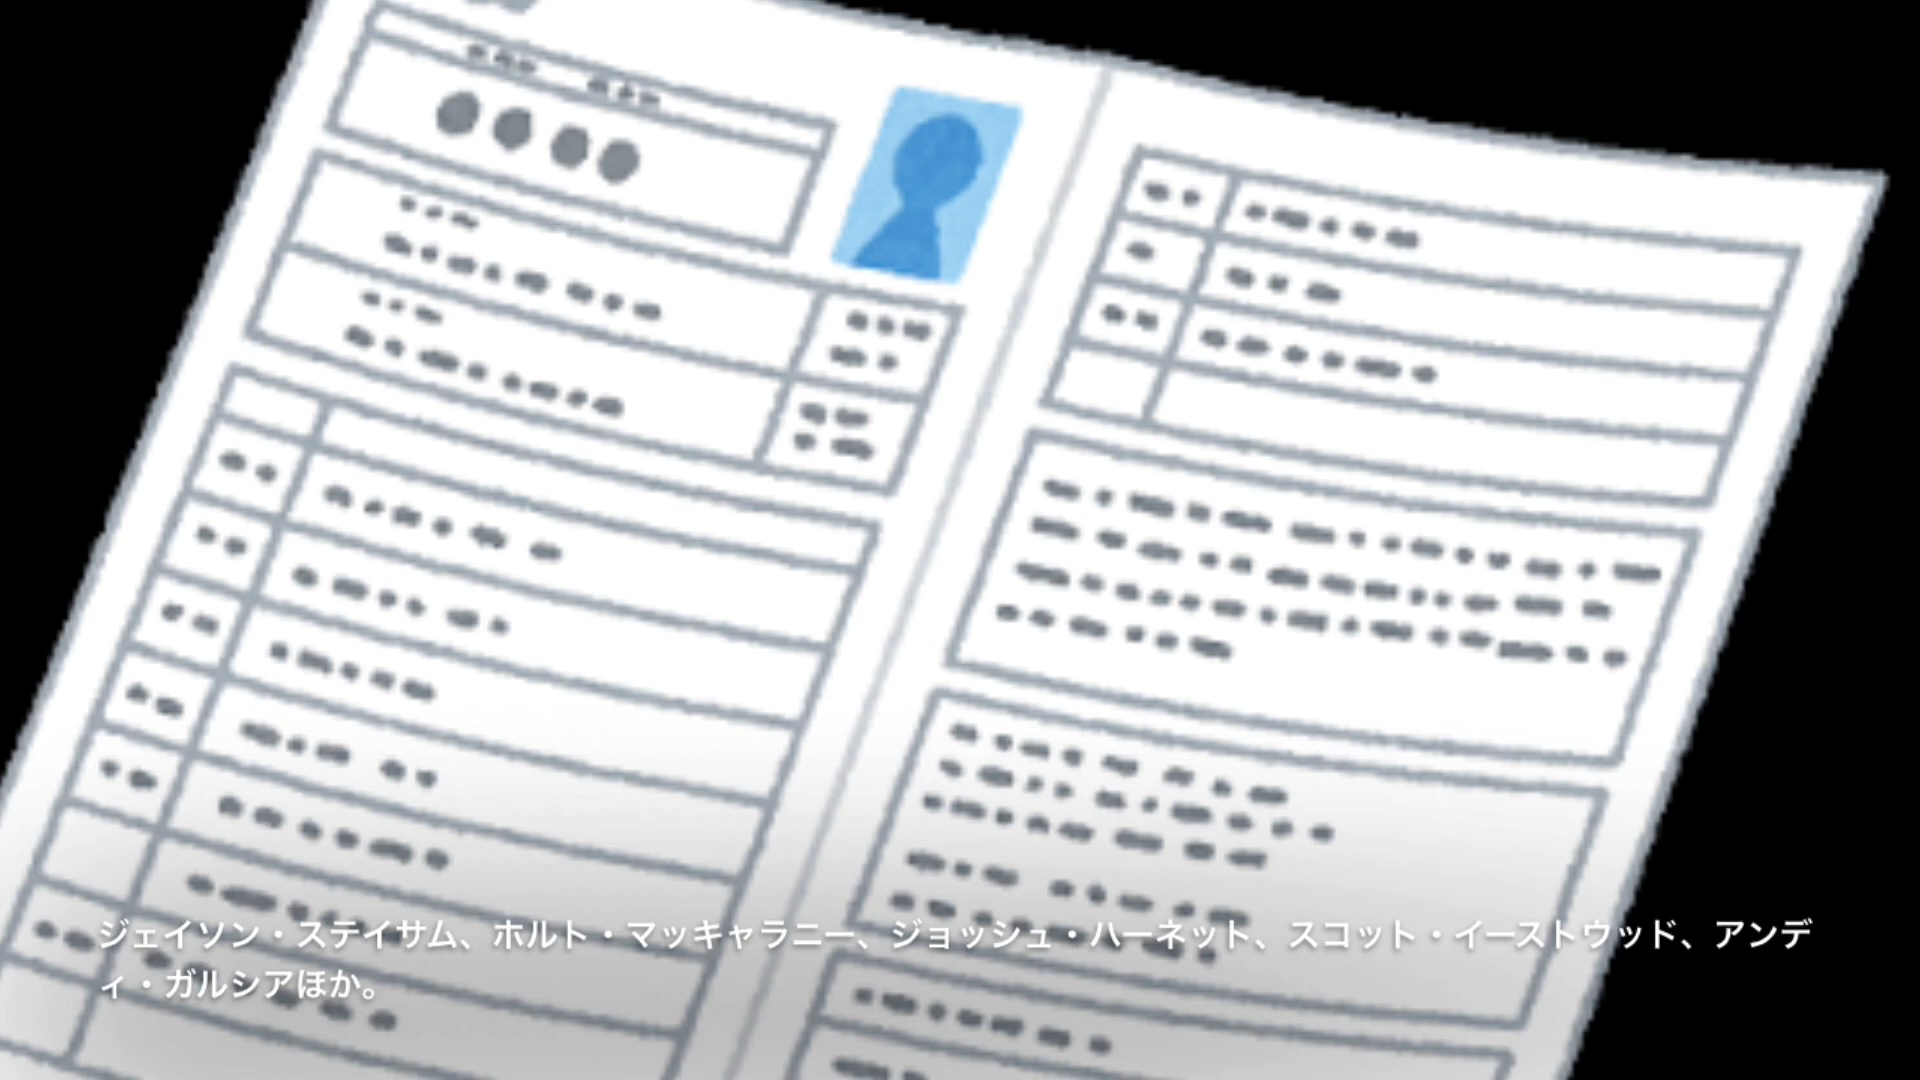 ジェイソン・ステイサム、ホルト・マッキャラニー、ジョッシュ・ハーネット、スコット・イーストウッド、アンデ
ィ・ガルシアほか。